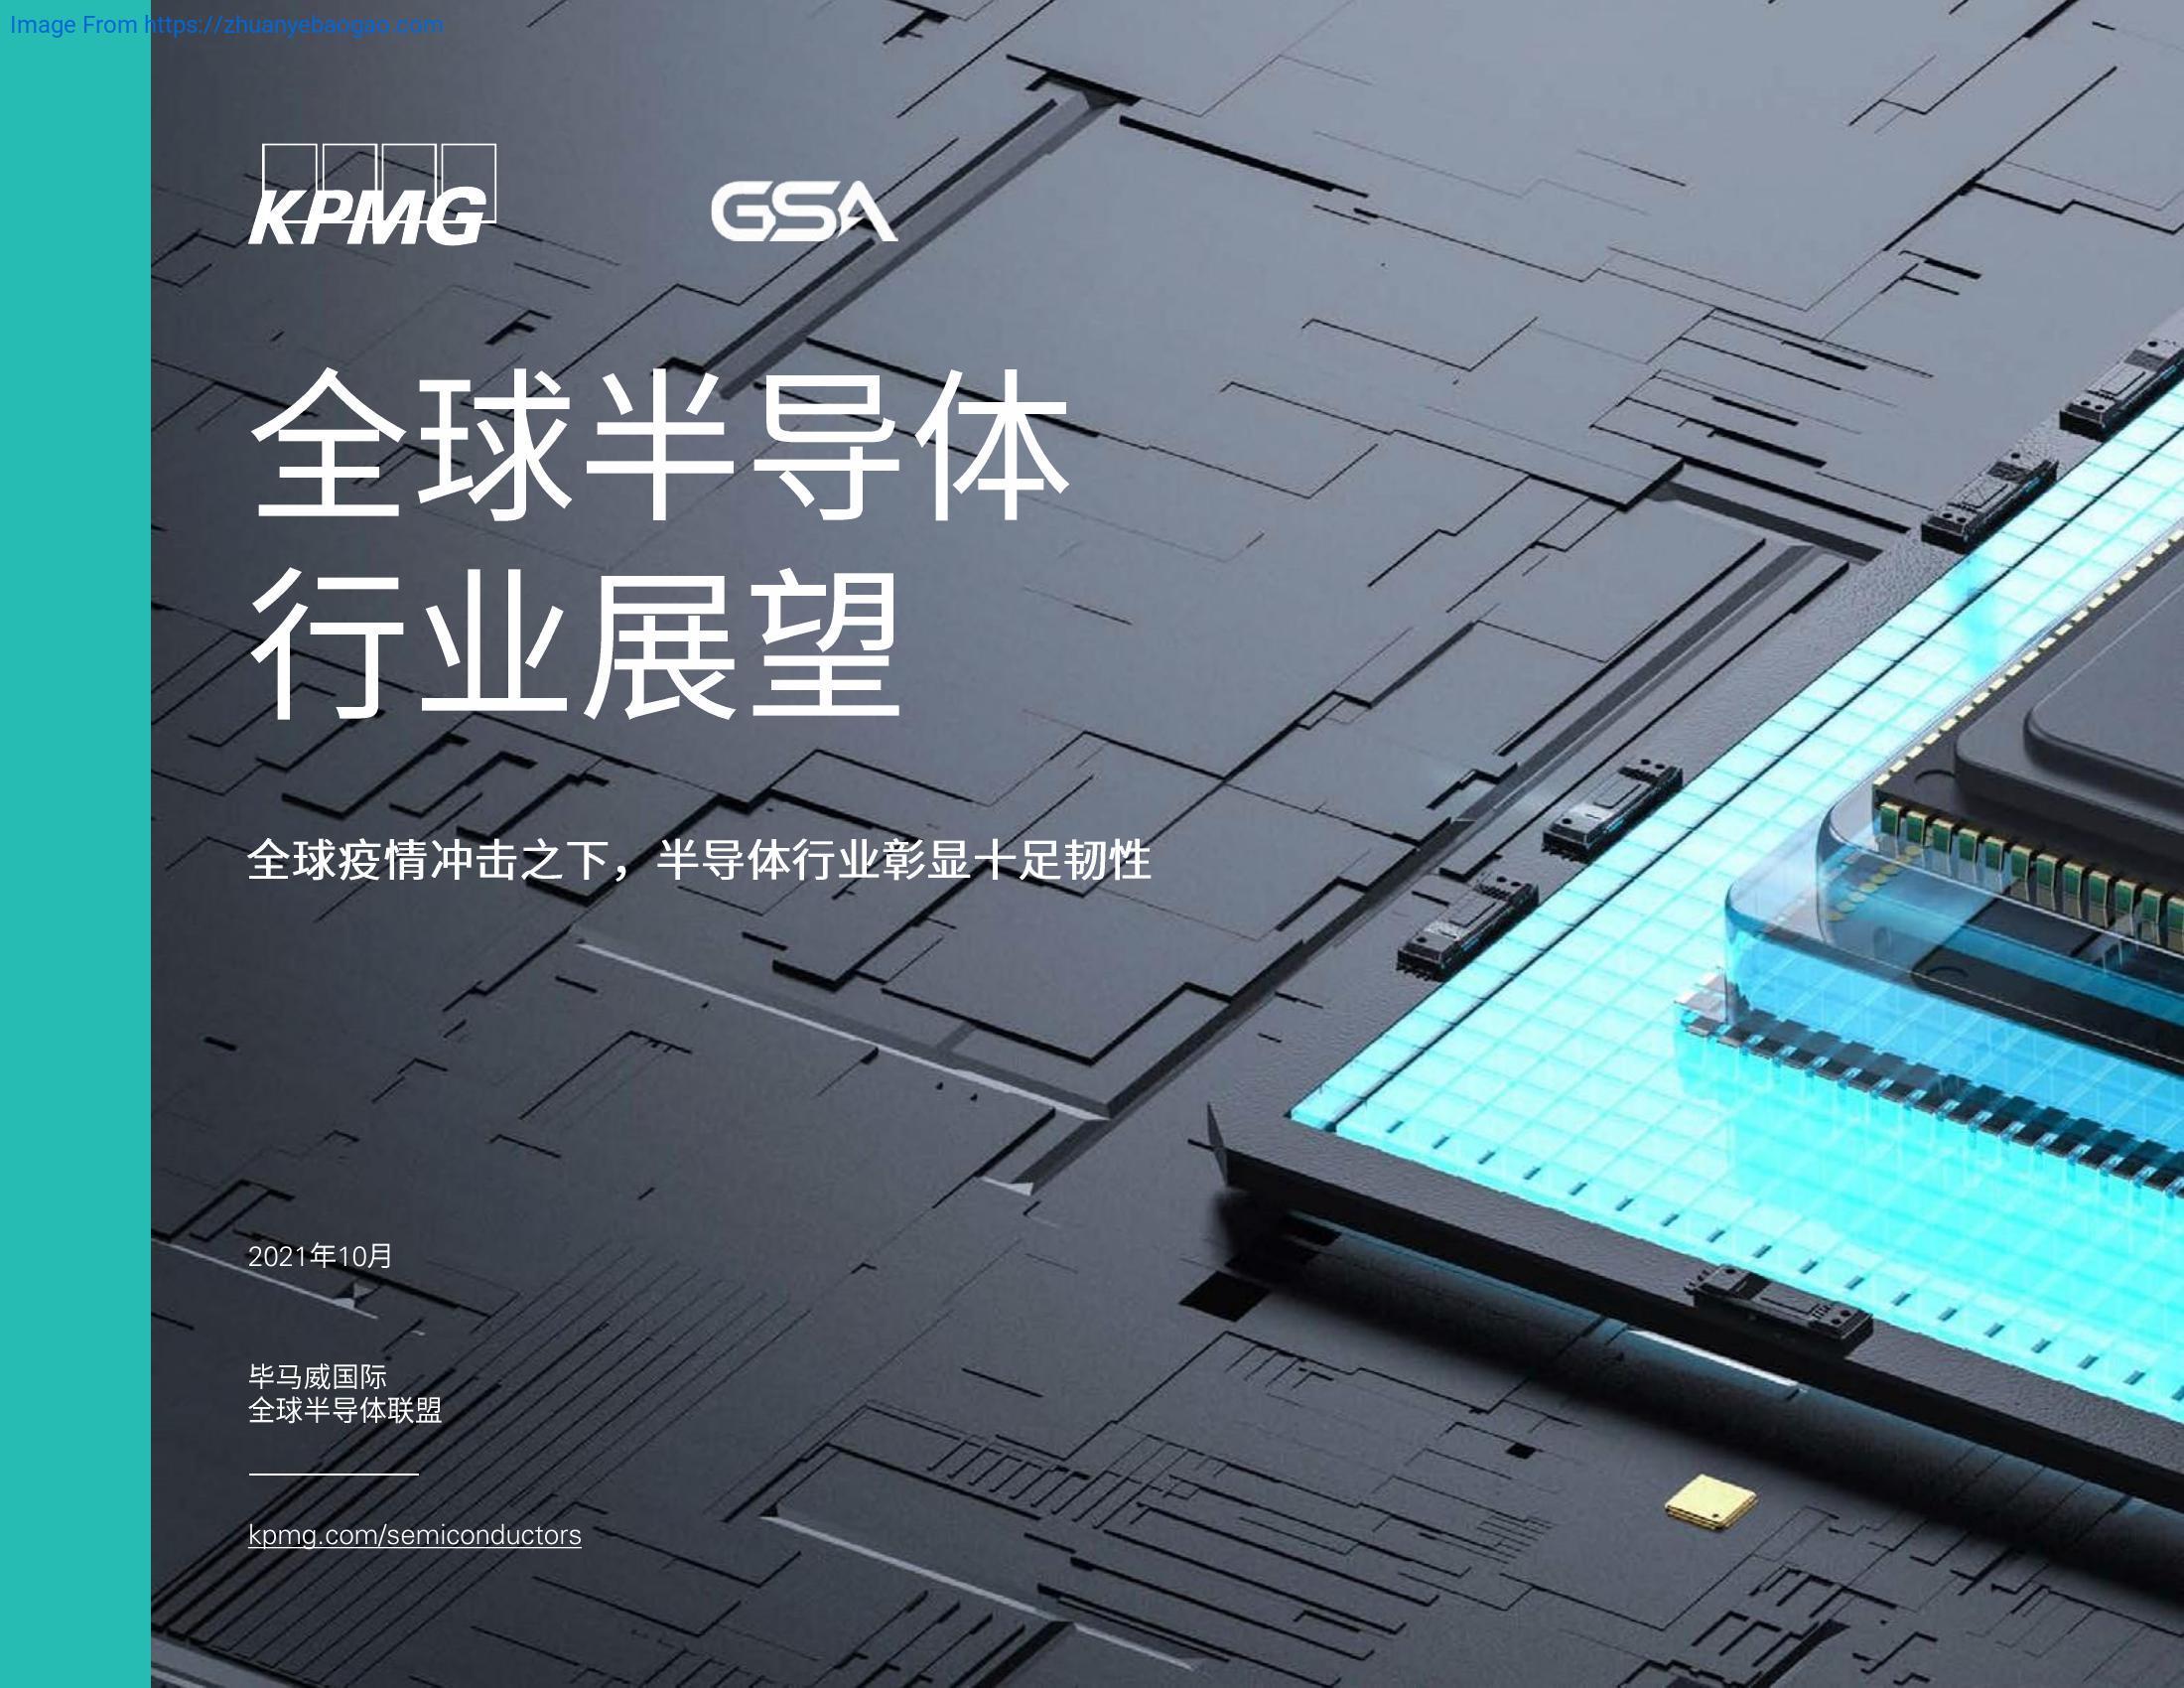 Image From https://zhuanyebaogao.com
KPMG
GSA
全球半导体
行业展望
全球疫情冲击之下，半导体行业彰显十足韧性
2021年10月
毕马威国际
全球半导体联盟
kpmg.com/semiconductors